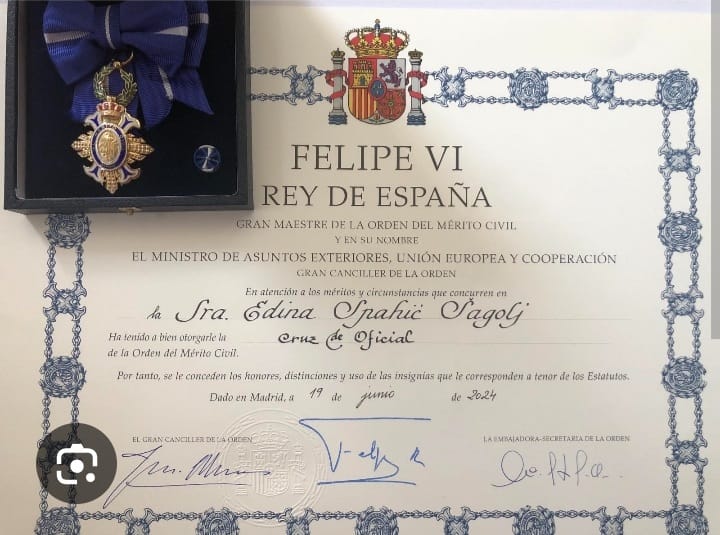 FELIPE VI
REY DE ESPAÑA
GRAN MAESTRE DE LA ORDEN DEL MÉRITO CIVIL
Y EN SU NOMBRE
EL MINISTRO DE ASUNTOS EXTERIORES, UNIÓN EUROPEA Y COOPERACIÓN
GRAN CANCILLER DE LA ORDEN
En atención a los méritos y circunstancias que concurren en
la Sra. Edina Spahić Pagolj
Ha tenido a bien otorgarle la Cruz de Oficial
de la Orden del Mérito Civil.
Por tanto, se le conceden los honores, distinciones y uso de las insignias que le corresponden a tenor de los Estatutos.
Dado en Madrid, a 19 de junio de 2024
EL GRAN CANCILLER DE LA ORDEN
LA EMBAJADORA-SECRETARIA DE LA ORDEN